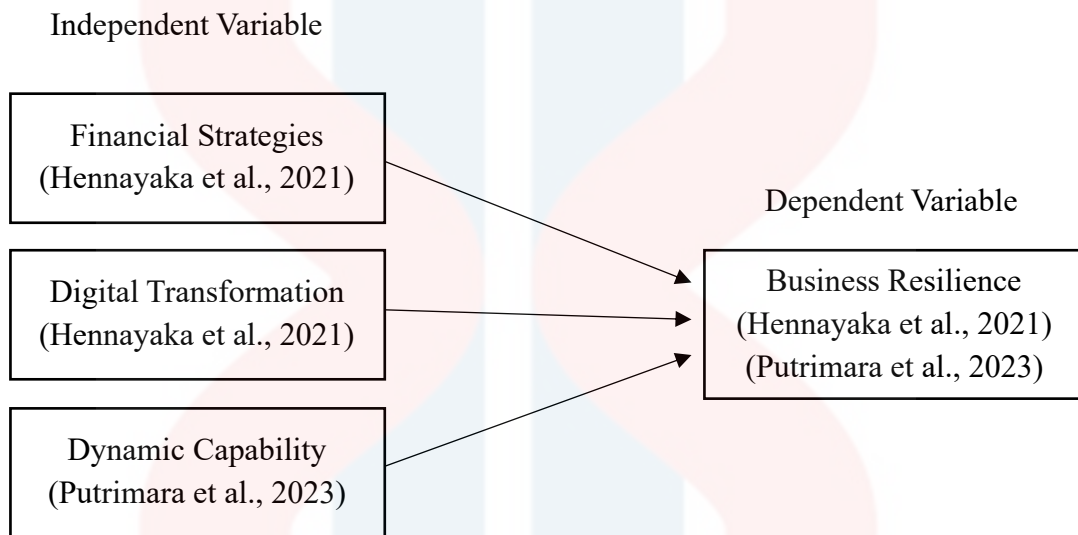 Independent Variable
Financial Strategies
(Hennayaka et al., 2021)
Digital Transformation
(Hennayaka et al., 2021)
Dynamic Capability
(Putrimara et al., 2023)
Dependent Variable
Business Resilience
(Hennayaka et al., 2021)
(Putrimara et al., 2023)